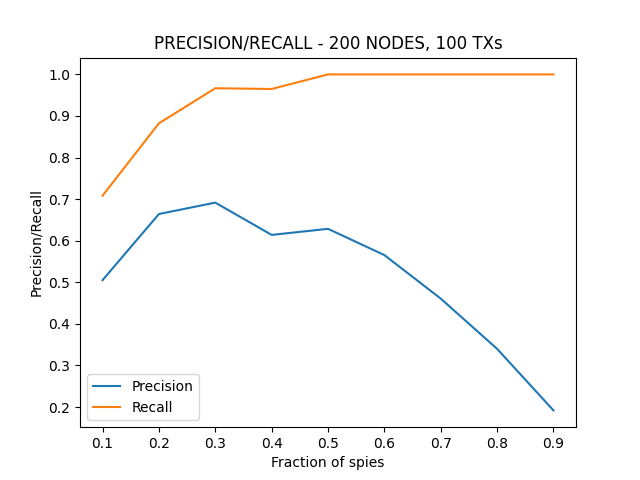 PRECISION/RECALL - 200 NODES, 100 TXs
Precision/Recall
1.0
0.9
0.8
0.7
0.6
0.5
0.4
0.3
0.2
Precision
Recall
0.1 0.2 0.3 0.4 0.5 0.6 0.7 0.8 0.9
Fraction of spies